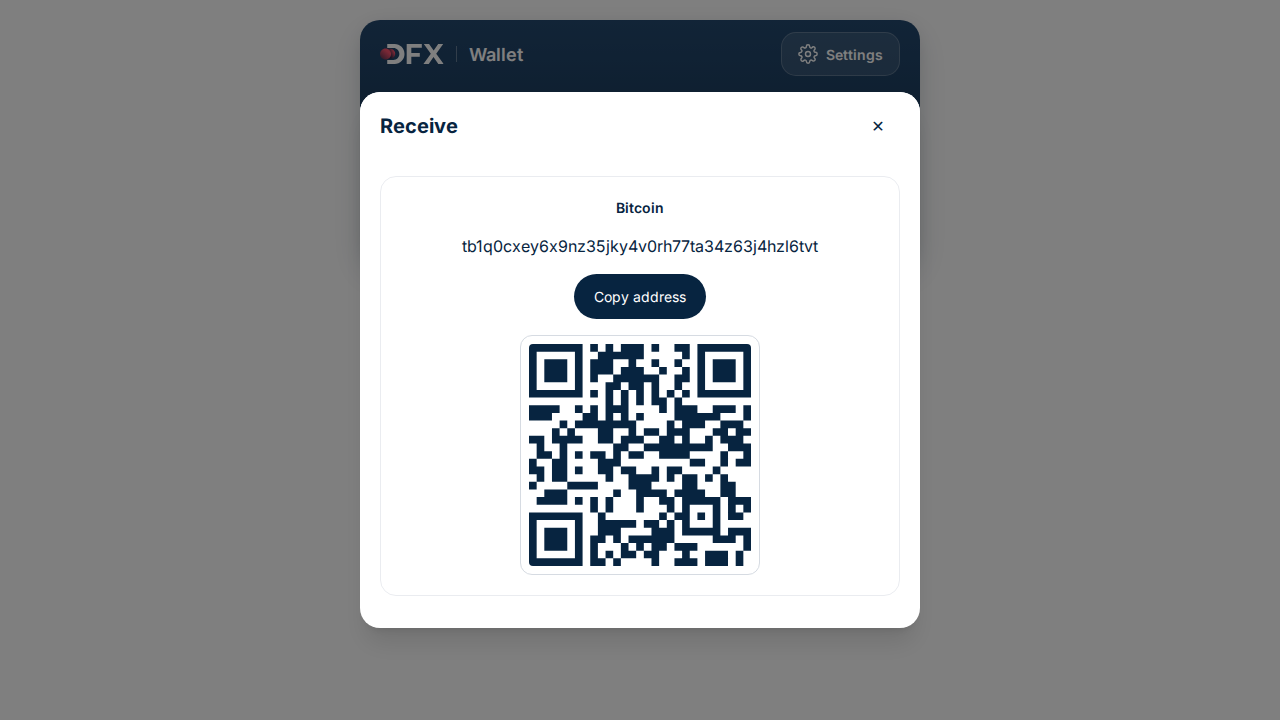 DFX
Wallet
Settings
Receive
Bitcoin
tb1q0cxey6x9nz35jky4v0rh77ta34z63j4hzl6tvt
Copy address